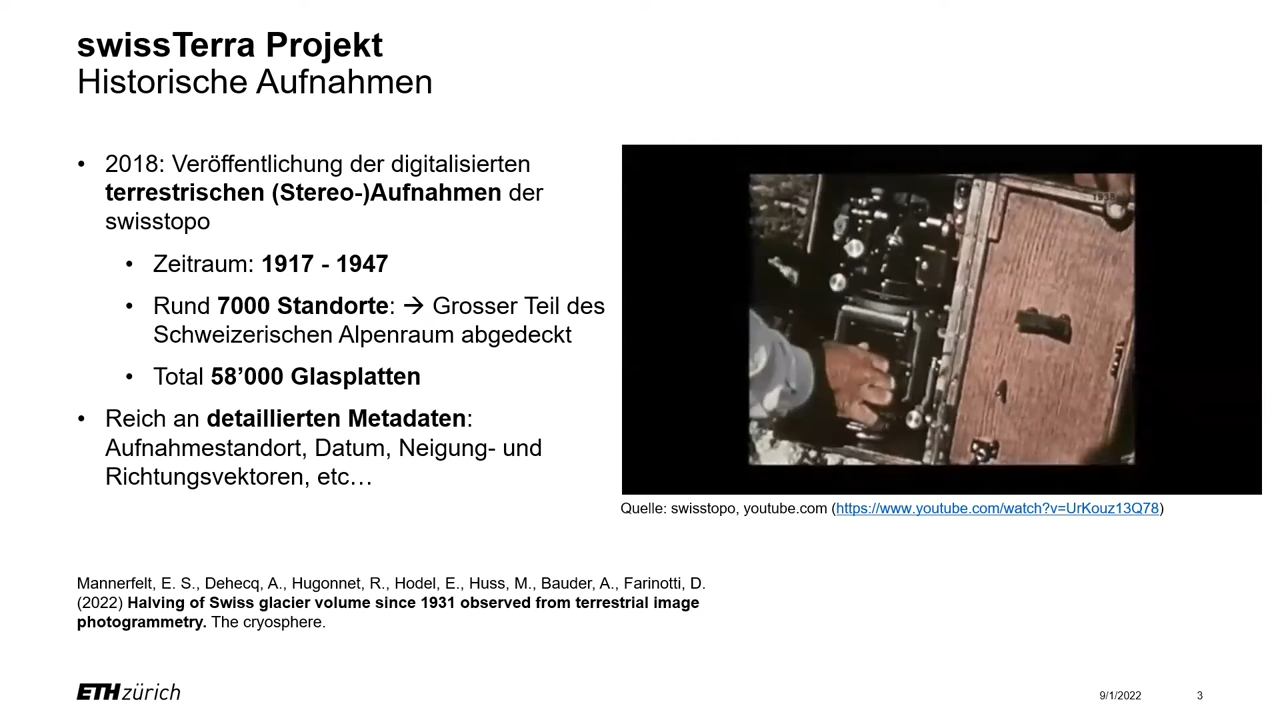 swissTerra Projekt
Historische Aufnahmen
• 2018: Veröffentlichung der digitalisierten
terrestrischen (Stereo-)Aufnahmen der
swisstopo
• Zeitraum: 1917 - 1947
• Rund 7000 Standorte: → Grosser Teil des
Schweizerischen Alpenraum abgedeckt
• Total 58’000 Glasplatten
• Reich an detaillierten Metadaten:
Aufnahmestandort, Datum, Neigung- und
Richtungsvektoren, etc…
1938
Quelle: swisstopo, youtube.com (https://www.youtube.com/watch?v=UrKouz13Q78)
Mannerfelt, E. S., Dehecq, A., Hugonnet, R., Hodel, E., Huss, M., Bauder, A., Farinotti, D.
(2022) Halving of Swiss glacier volume since 1931 observed from terrestrial image
photogrammetry. The cryosphere.
ETH zürich
9/1/2022
3